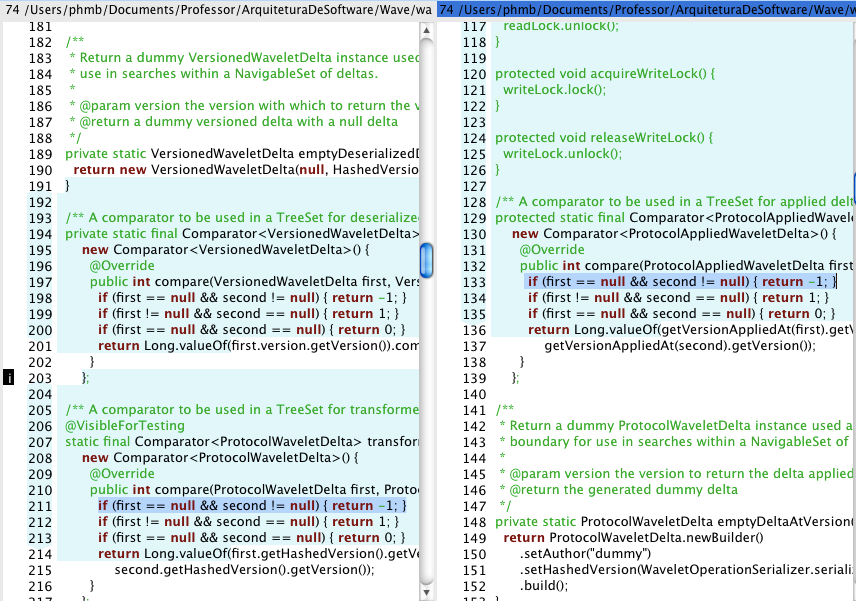 74 /Users/phmb/Documents/Professor/ArquiteturaDeSoftware/Wave/wa
181
182 /**
183 * Return a dummy VersionedWaveletDelta instance used
184 * use in searches within a NavigableSet of deltas.
185 *
186 * @param version the version with which to return the v
187 * @return a dummy versioned delta with a null delta
188 */
189 private static VersionedWaveletDelta emptyDeserializedD
190 return new VersionedWaveletDelta(null, HashedVersio
191 }
192
193 /** A comparator to be used in a TreeSet for deserialize
194 private static final Comparator<VersionedWaveletDelta>
195 new Comparator<VersionedWaveletDelta>() {
196 @Override
197 public int compare(VersionedWaveletDelta first, Vers
198 if (first == null && second != null) { return -1; }
199 if (first != null && second == null) { return 1; }
200 if (first == null && second == null) { return 0; }
201 return Long.valueOf(first.version.getVersion()).com
202 }
i 203 };
204
205 /** A comparator to be used in a TreeSet for transforme
206 @VisibleForTesting
207 static final Comparator<ProtocolWaveletDelta> transfor
208 new Comparator<ProtocolWaveletDelta>() {
209 @Override
210 public int compare(ProtocolWaveletDelta first, Proto
211 if (first == null && second != null) { return -1; }
212 if (first != null && second == null) { return 1; }
213 if (first == null && second == null) { return 0; }
214 return Long.valueOf(first.getHashedVersion().getVe
215 second.getHashedVersion().getVersion());
216 }
217 };
74 /Users/phmb/Documents/Professor/ArquiteturaDeSoftware/Wave/w
117 readLock.unlock();
118 }
119
120 protected void acquireWriteLock() {
121 writeLock.lock();
122 }
123
124 protected void releaseWriteLock() {
125 writeLock.unlock();
126 }
127
128 /** A comparator to be used in a TreeSet for applied delt
129 protected static final Comparator<ProtocolAppliedWavele
130 new Comparator<ProtocolAppliedWaveletDelta>() {
131 @Override
132 public int compare(ProtocolAppliedWaveletDelta first
133 if (first == null && second != null) { return -1; }
134 if (first != null && second == null) { return 1; }
135 if (first == null && second == null) { return 0; }
136 return Long.valueOf(getVersionAppliedAt(first).getV
137 getVersionAppliedAt(second).getVersion());
138 }
139 };
140
141 /**
142 * Return a dummy ProtocolWaveletDelta instance used a
143 * boundary for use in searches within a NavigableSet of
144 *
145 * @param version the version to return the delta applied
146 * @return the generated dummy delta
147 */
148 private static ProtocolWaveletDelta emptyDeltaAtVersion(
149 return ProtocolWaveletDelta.newBuilder()
150 .setAuthor("dummy")
151 .setHashedVersion(WaveletOperationSerializer.seriali
152 .build();
153 }